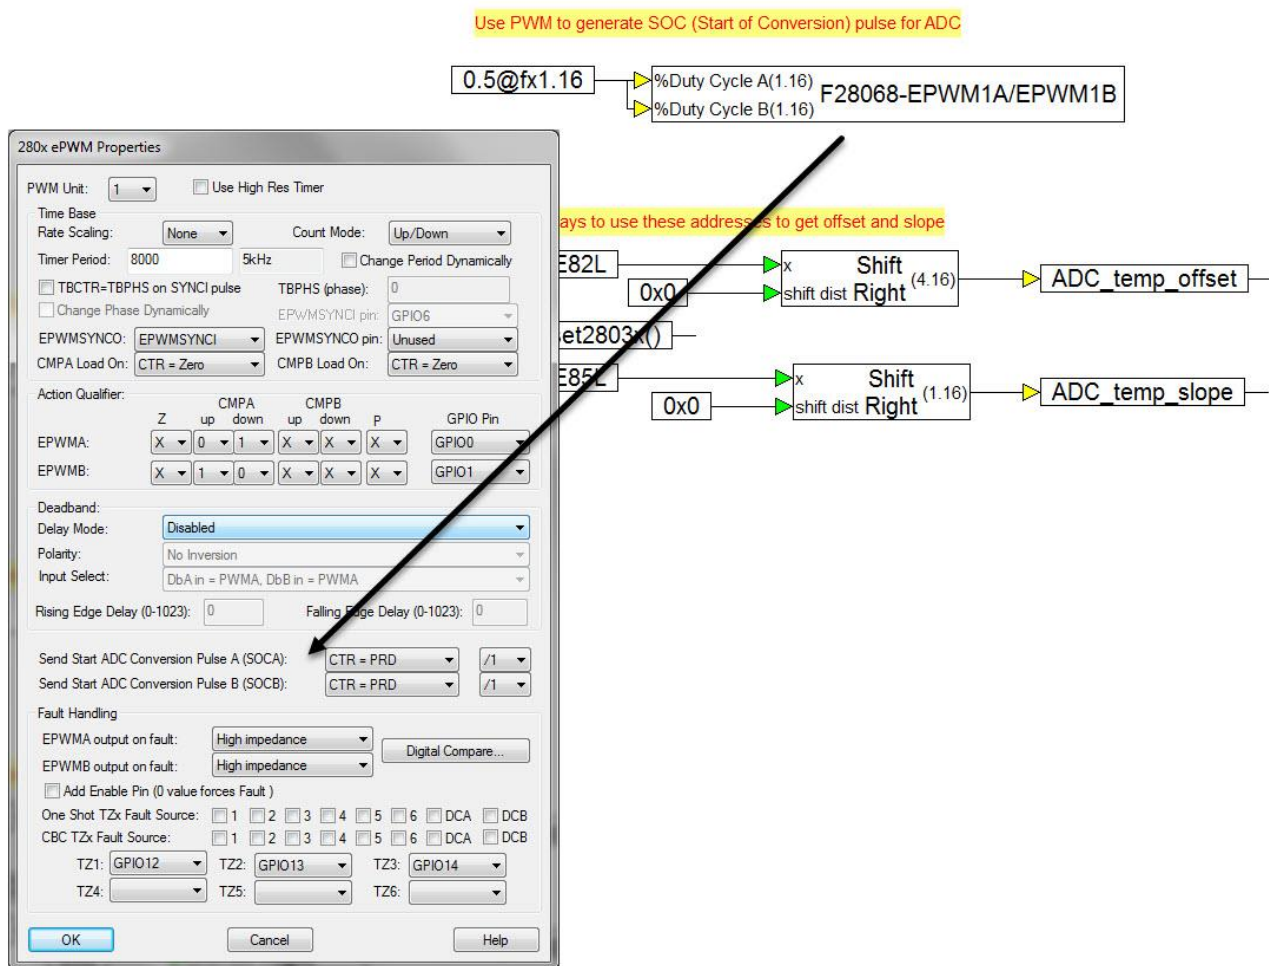 Use PWM to generate SOC (Start of Conversion) pulse for ADC
0.5@fx1.16
%Duty Cycle A(1.16)
%Duty Cycle B(1.16)
F28068-EPWM1A/EPWM1B
280x ePWM Properties
PWM Unit: 1 Use High Res Timer
Time Base
Rate Scaling: None Count Mode: Up/Down
Timer Period: 8000 5kHz Change Period Dynamically
TBCTR=TBPHS on SYNCI pulse TBPHS (phase): 0
Change Phase Dynamically EPWMSYNCI pin: GPIO6
EPWMSYNCO: EPWMSYNCI EPWMSYNCO pin: Unused
CMPA Load On: CTR = Zero CMPB Load On: CTR = Zero
Action Qualifier:
CMPA CMPB
Z up down up down P GPIO Pin
EPWMA: X 0 1 X X X GPIO0
EPWMB: X 1 0 X X X GPIO1
Deadband:
Delay Mode: Disabled
Polarity: No Inversion
Input Select: DbA in = PWMA, DbB in = PWMA
Rising Edge Delay (0-1023): 0 Falling Edge Delay (0-1023): 0
Send Start ADC Conversion Pulse A (SOCA): CTR = PRD /1
Send Start ADC Conversion Pulse B (SOCB): CTR = PRD /1
Fault Handling
EPWMA output on fault: High impedance
EPWMB output on fault: High impedance
Digital Compare...
Add Enable Pin (0 value forces Fault )
One Shot TZx Fault Source: 1 2 3 4 5 6 DCA DCB
CBC TZx Fault Source: 1 2 3 4 5 6 DCA DCB
TZ1: GPIO12 TZ2: GPIO13 TZ3: GPIO14
TZ4: TZ5: TZ6:
OK Cancel Help
ays to use these addresses to get offset and slope
E82L
0x0
x
shift dist
Shift
Right (4.16)
ADC_temp_offset
set2803x()
E85L
0x0
x
shift dist
Shift
Right (1.16)
ADC_temp_slope